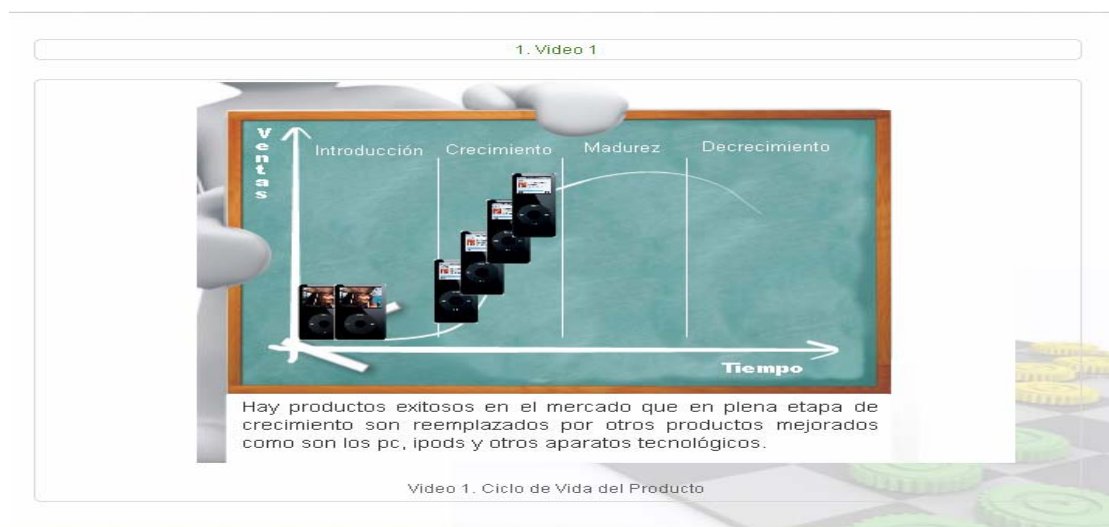 1. Video 1
Ventas
Introducción
Crecimiento
Madurez
Decrecimiento
Tiempo
Hay productos exitosos en el mercado que en plena etapa de
crecimiento son reemplazados por otros productos mejorados
como son los pc, ipods y otros aparatos tecnológicos.
Video 1. Ciclo de Vida del Producto